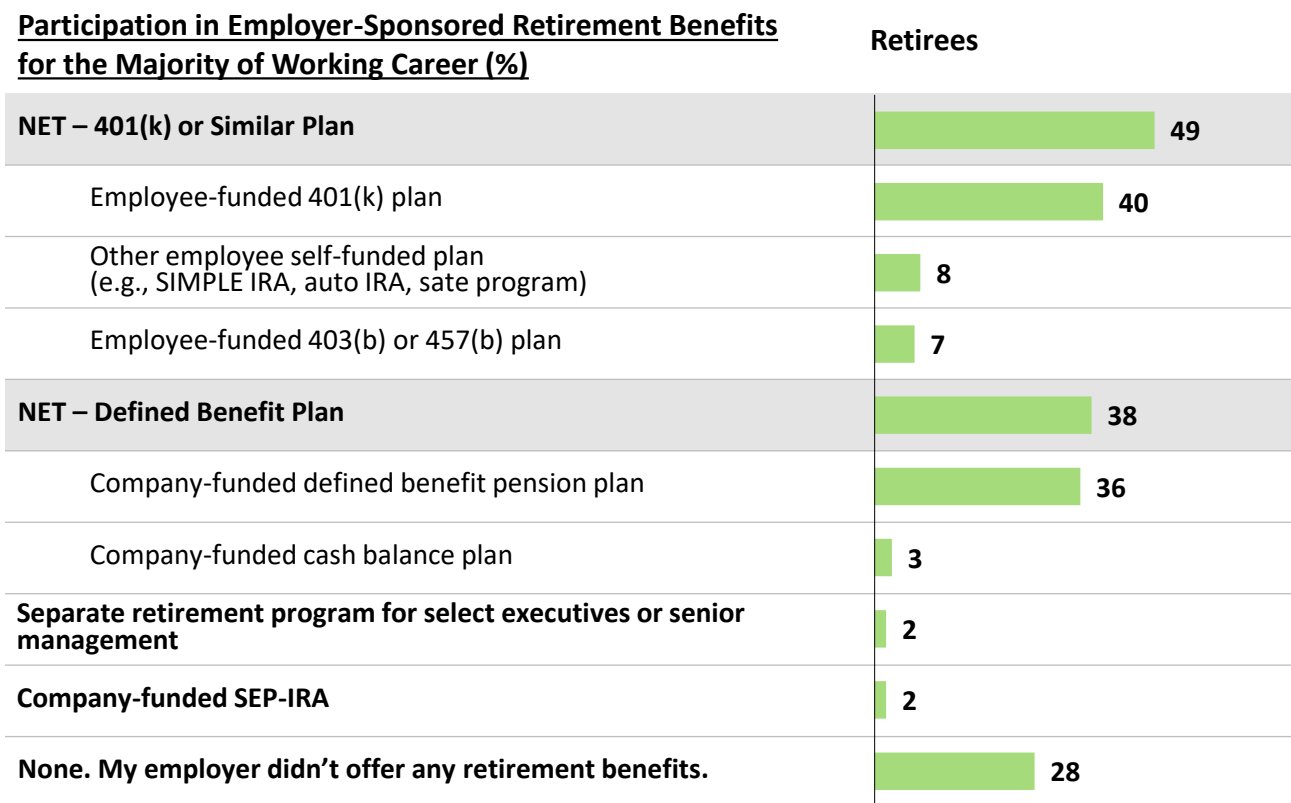 Participation in Employer-Sponsored Retirement Benefits
for the Majority of Working Career (%)
Retirees
NET – 401(k) or Similar Plan
49
Employee-funded 401(k) plan
40
Other employee self-funded plan
(e.g., SIMPLE IRA, auto IRA, sate program)
8
Employee-funded 403(b) or 457(b) plan
7
NET – Defined Benefit Plan
38
Company-funded defined benefit pension plan
36
Company-funded cash balance plan
3
Separate retirement program for select executives or senior
management
2
Company-funded SEP-IRA
2
None. My employer didn’t offer any retirement benefits.
28